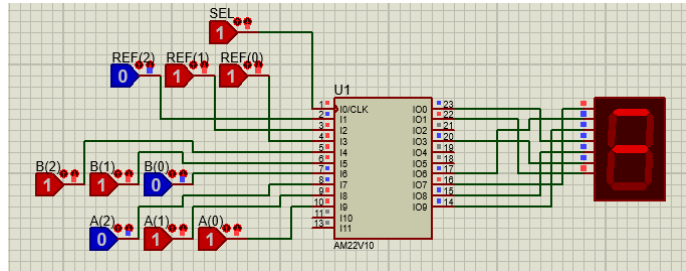 SEL
1
REF(2) REF(1) REF(0)
0 1 1
U1
1 I0/CLK IO0 23
2 I1 IO1 22
3 I2 IO2 21
4 I3 IO3 20
5 I4 IO4 19
6 I5 IO5 18
7 I6 IO6 17
8 I7 IO7 16
9 I8 IO8 15
10 I9 IO9 14
11 I10
13 I11
AM22V10
B(2) B(1) B(0)
1 1 0
A(2) A(1) A(0)
0 1 1